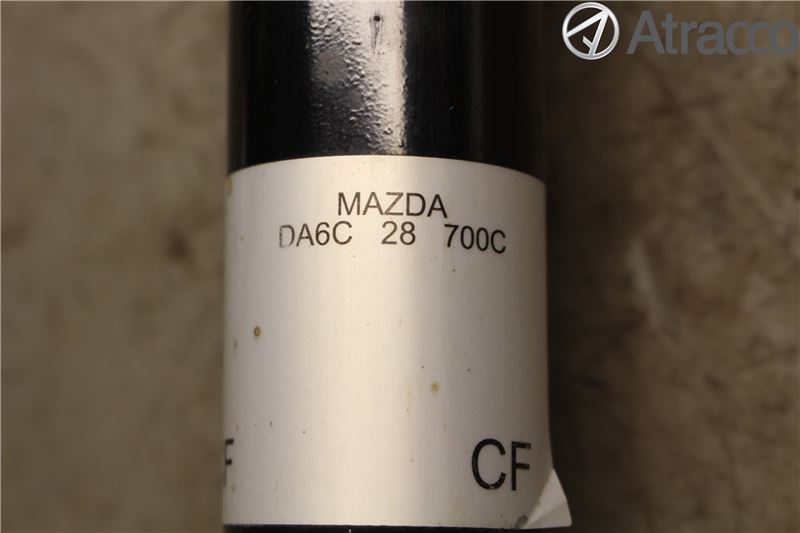 Atracco
MAZDA
DA6C 28 700C
F CF